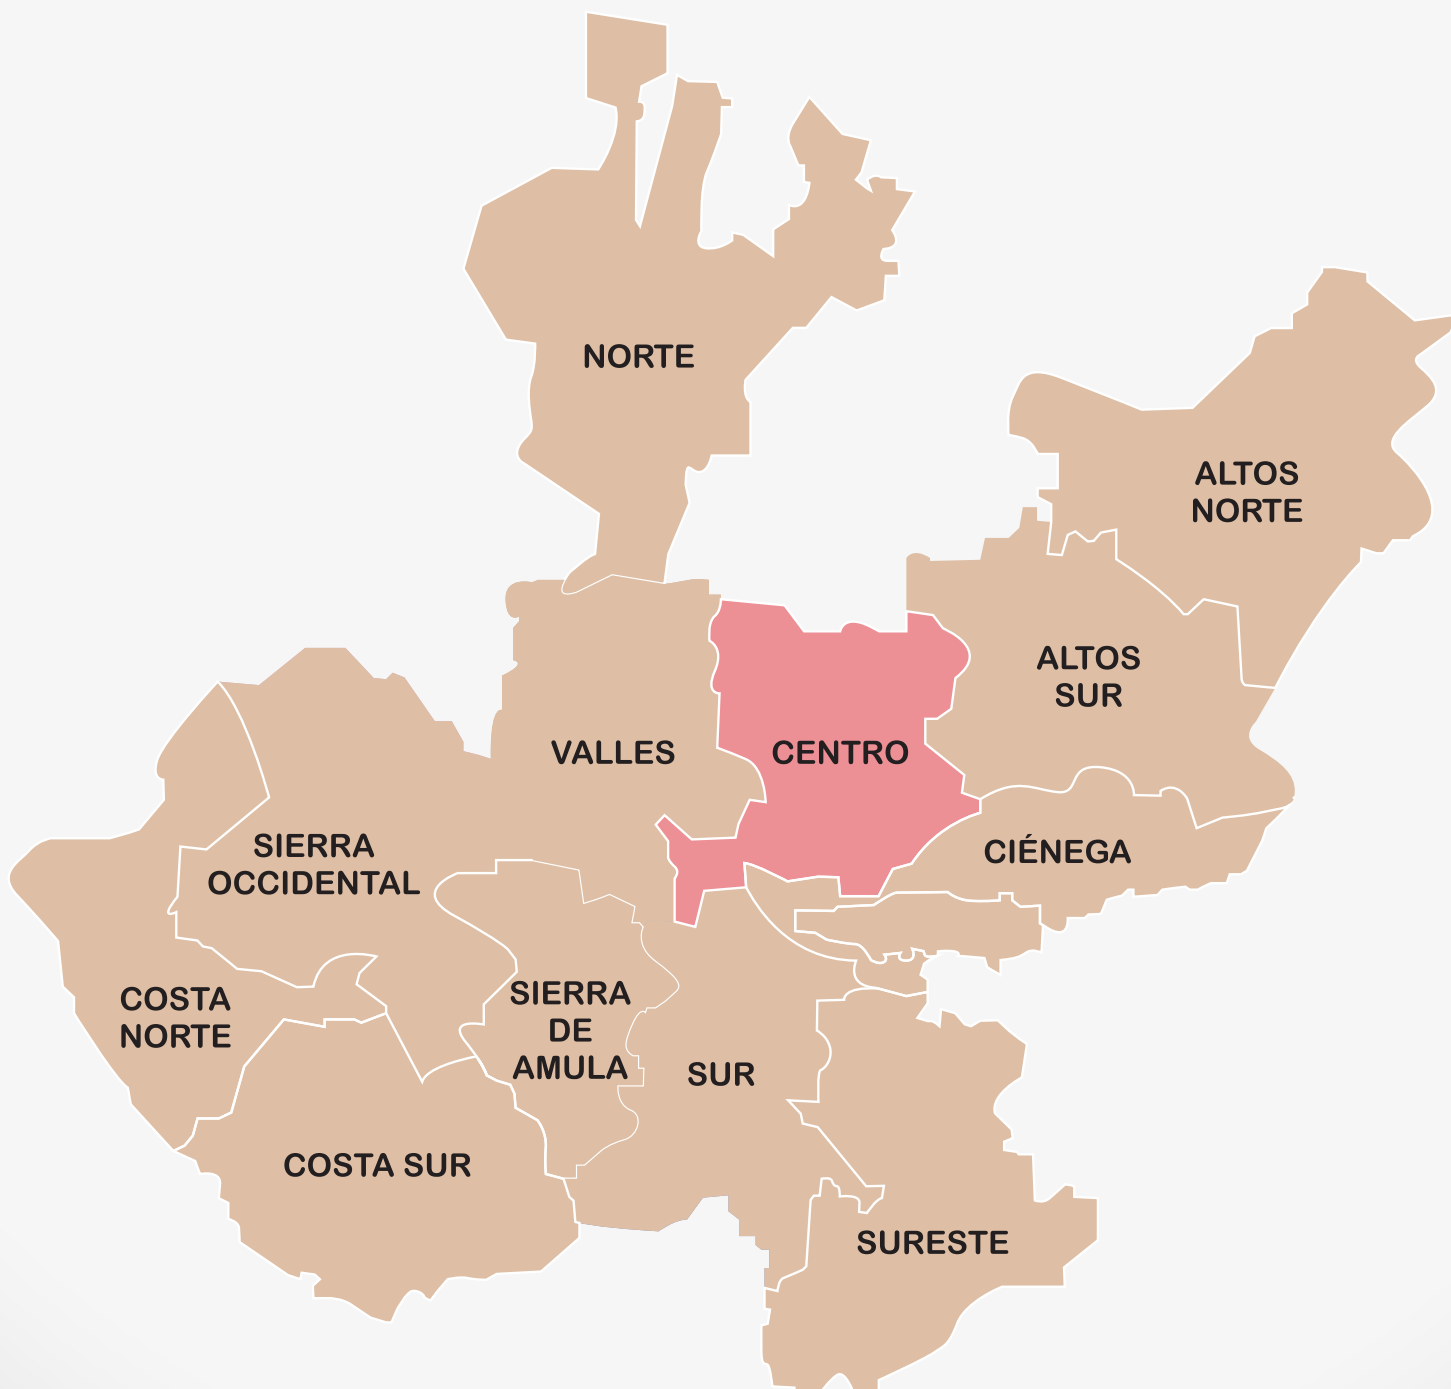 NORTE
ALTOS
NORTE
ALTOS
SUR
VALLES
CENTRO
SIERRA
OCCIDENTAL
CIÉNEGA
COSTA
NORTE
SIERRA
DE
AMULA
SUR
COSTA SUR
SURESTE